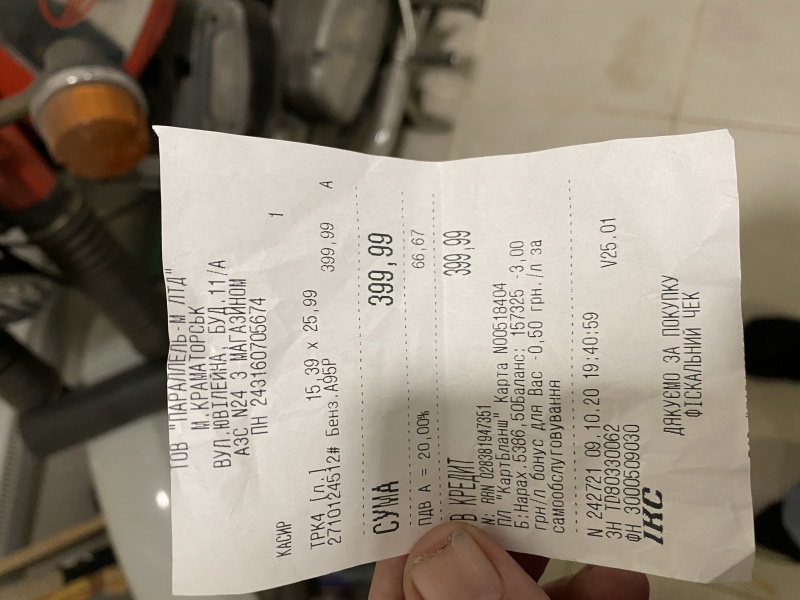 ТОВ "ПАРАЛЛЕЛЬ-М ЛТД"
М.КРАМАТОРСЬК
ВУЛ.ЮВІЛЕЙНА БУД.11/А
АЗС N24 З МАГАЗИНОМ
ПН 243160705674
КАСИР 1
ТРК4 [л.] 15,39 x 25,99
2710124512# Бенз.А95Р 399,99 А
СУМА 399,99
ПДВ А = 20,00% 66,67
В КРЕДИТ 399,99
N RRN 028381947351
ПЛ "КартБланш" Карта N00518404
Б:Нарах.5386,50Баланс: 157325 3,00
грн/л бонус для Вас -0,50 грн./л за
самообслуговування
N 242721 09.10.20 19:40:59
ЗН TD80330062 V25.01
ФН 3000509030
ІКС
ДЯКУЄМО ЗА ПОКУПКУ
ФІСКАЛЬНИЙ ЧЕК